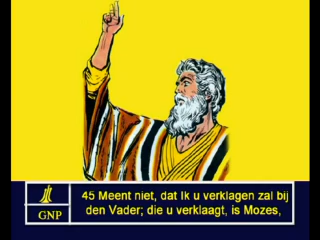 45 Meent niet, dat Ik u verklagen zal bij
den Vader; die u verklaagt, is Mozes,
GNP